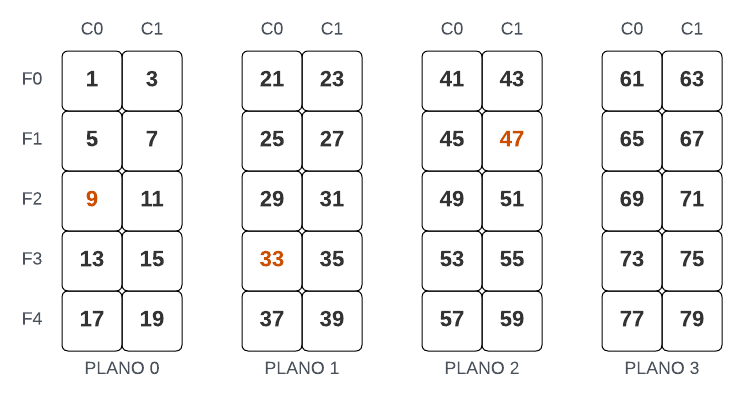 C0 C1 C0 C1 C0 C1 C0 C1
F0 1 3 21 23 41 43 61 63
F1 5 7 25 27 45 47 65 67
F2 9 11 29 31 49 51 69 71
F3 13 15 33 35 53 55 73 75
F4 17 19 37 39 57 59 77 79
PLANO 0 PLANO 1 PLANO 2 PLANO 3